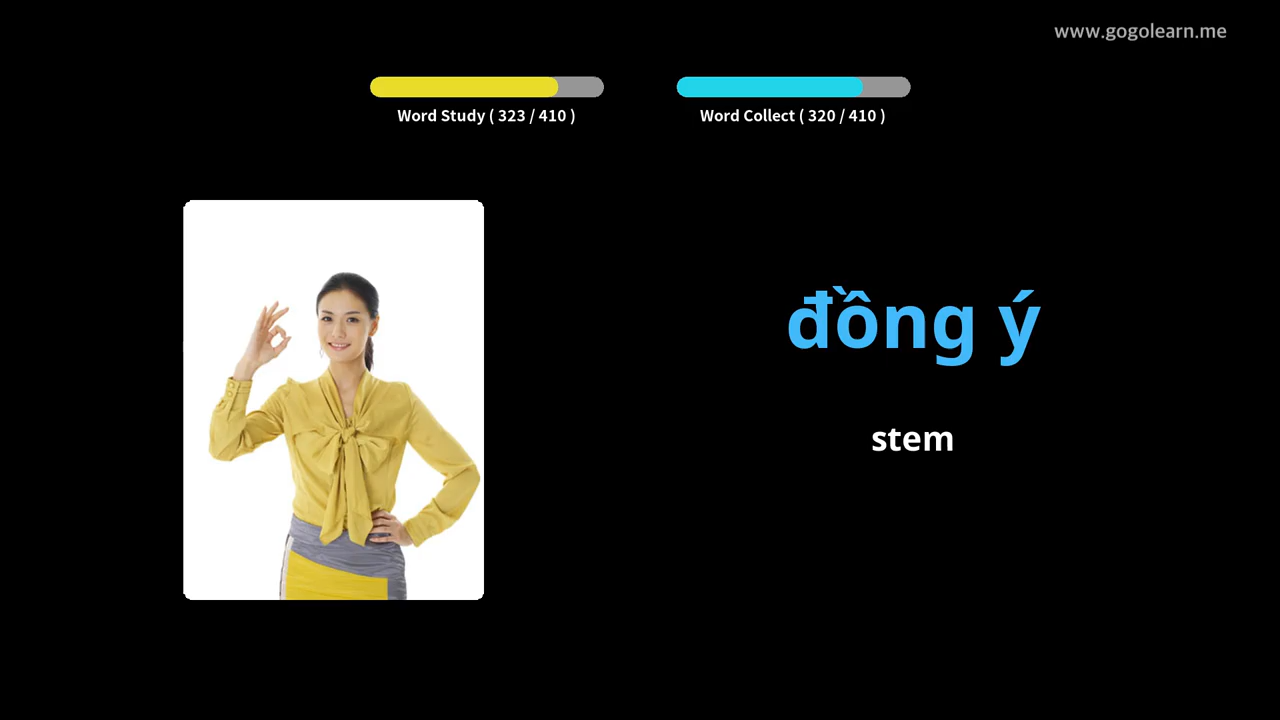 www.gogolearn.me
Word Study ( 323 / 410 )
Word Collect ( 320 / 410 )
đồng ý
stem